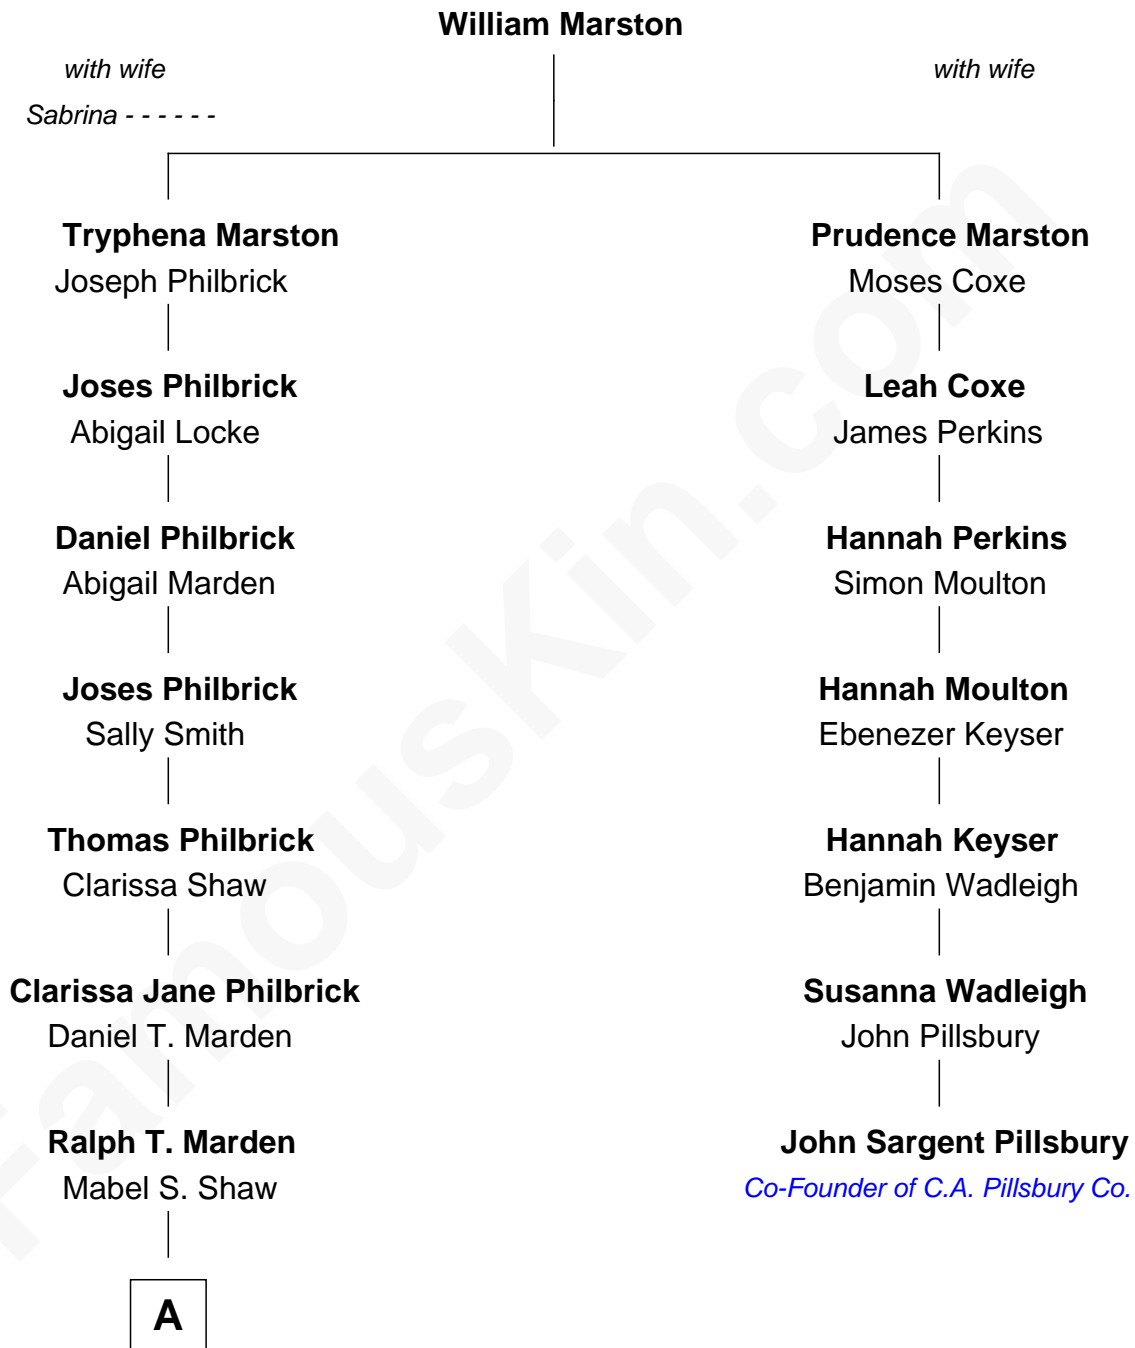 William Marston
with wife
with wife
Sabrina - - - - - -
Tryphena Marston
Joseph Philbrick
Prudence Marston
Moses Coxe
Joses Philbrick
Abigail Locke
Leah Coxe
James Perkins
Daniel Philbrick
Abigail Marden
Hannah Perkins
Simon Moulton
Joses Philbrick
Sally Smith
Hannah Moulton
Ebenezer Keyser
Thomas Philbrick
Clarissa Shaw
Hannah Keyser
Benjamin Wadleigh
Clarissa Jane Philbrick
Daniel T. Marden
Susanna Wadleigh
John Pillsbury
Ralph T. Marden
Mabel S. Shaw
John Sargent Pillsbury
Co-Founder of C.A. Pillsbury Co.
A
FamousKin.com